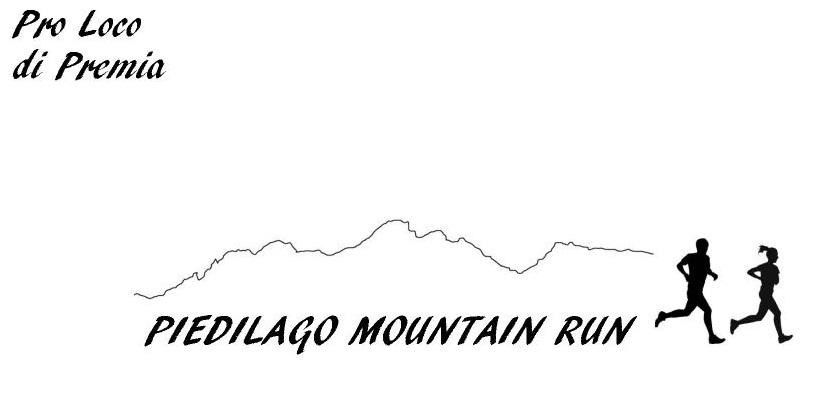 Pro Loco
di Premia
PIEDILAGO MOUNTAIN RUN